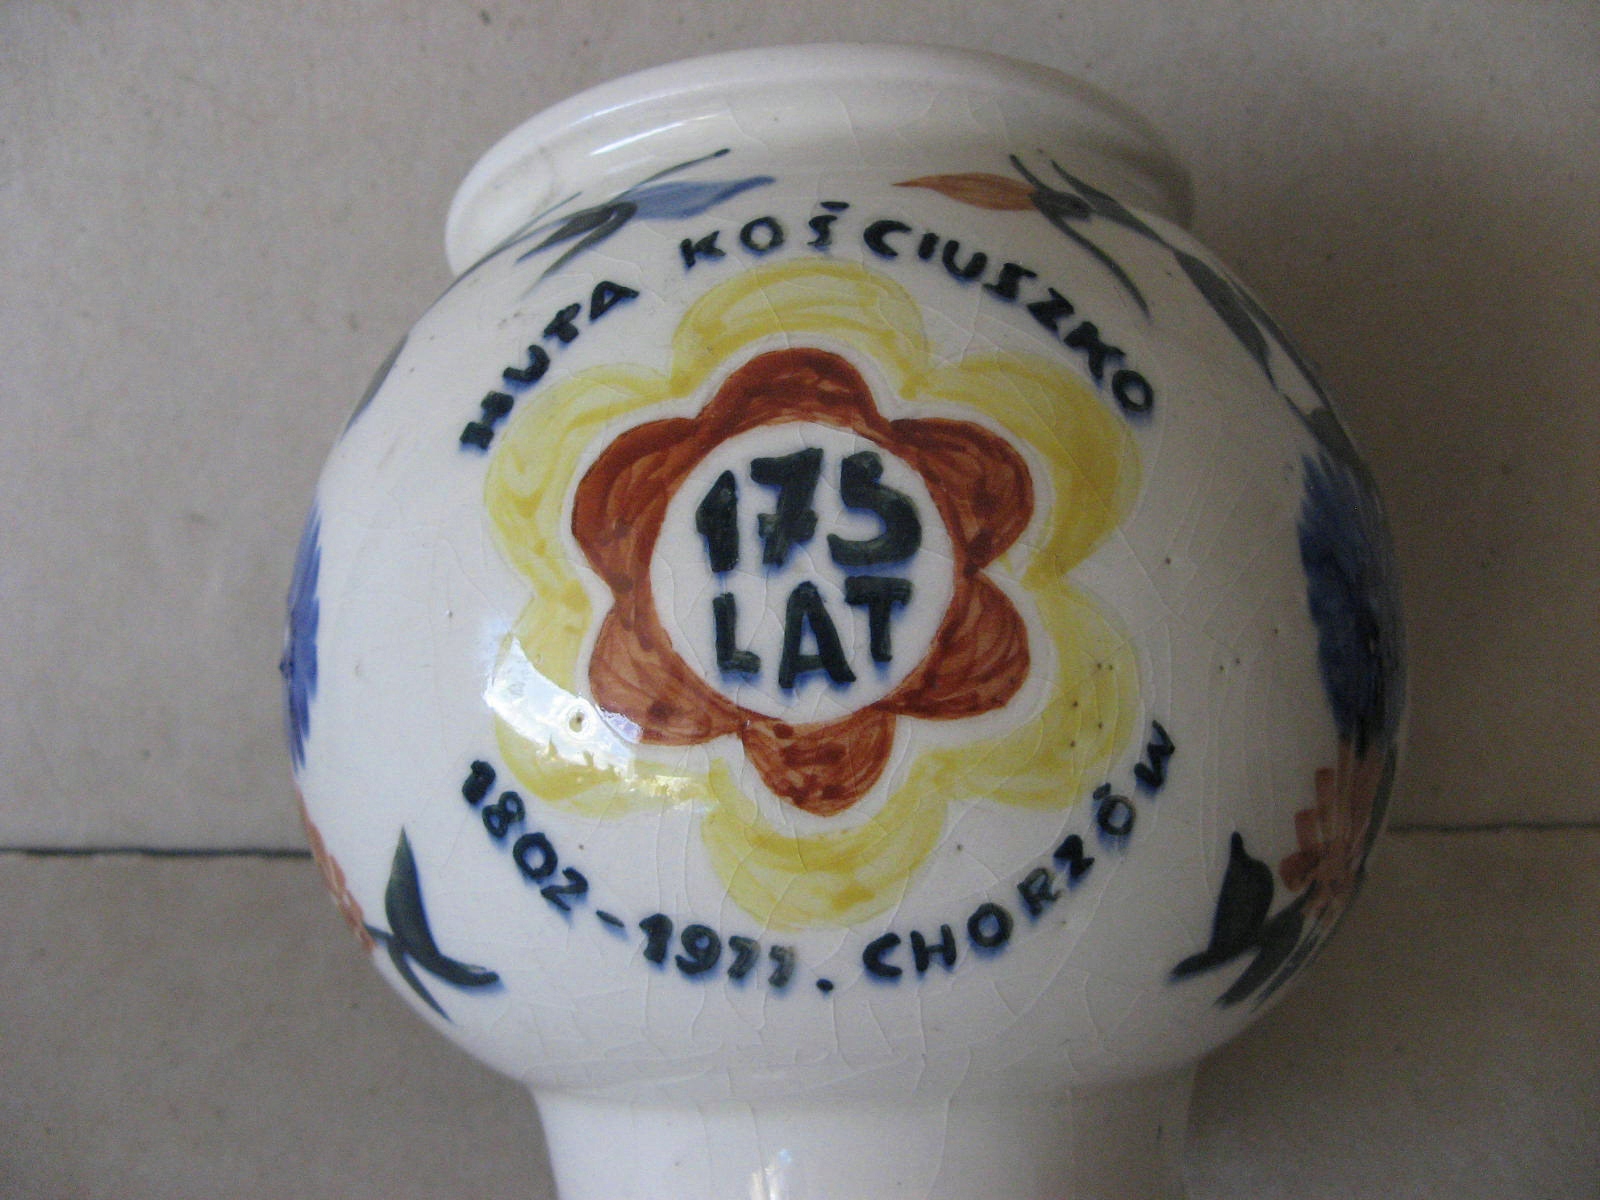 HUTA KOŚCIUSZKO
175
LAT
1802-1977. CHORZÓW